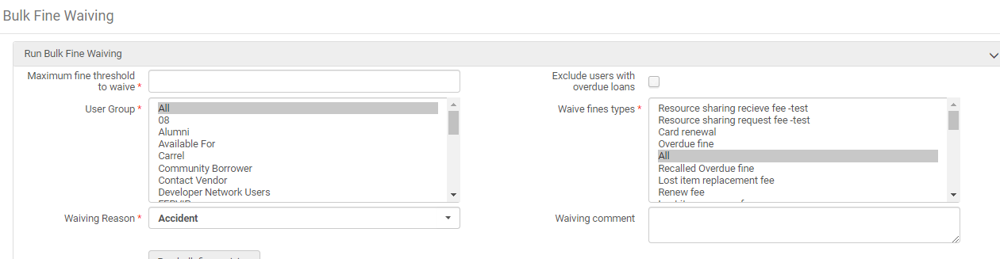 Bulk Fine Waiving
Run Bulk Fine Waiving
Maximum fine threshold
to waive *
Exclude users with
overdue loans
User Group *
All
08
Alumni
Available For
Carrel
Community Borrower
Contact Vendor
Developer Network Users
Waive fines types *
Resource sharing recieve fee -test
Resource sharing request fee -test
Card renewal
Overdue fine
All
Recalled Overdue fine
Lost item replacement fee
Renew fee
Waiving Reason *
Accident
Waiving comment